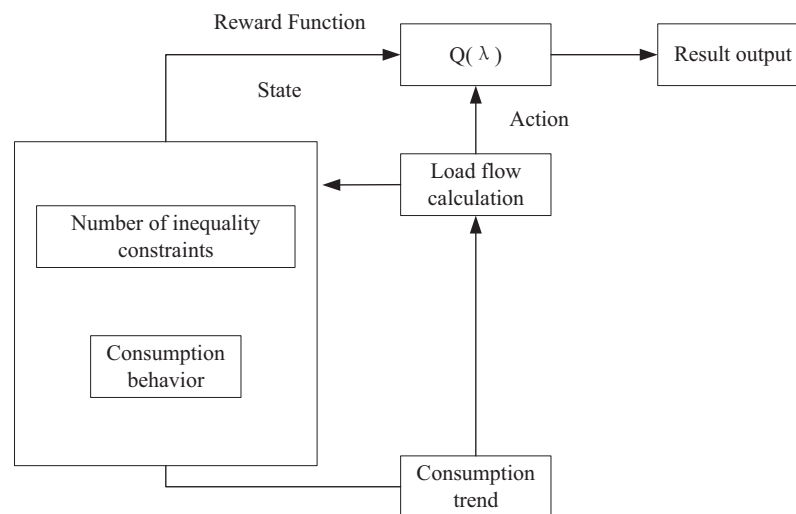 Reward Function
Q( λ )
Result output
State
Action
Load flow
calculation
Number of inequality
constraints
Consumption
behavior
Consumption
trend